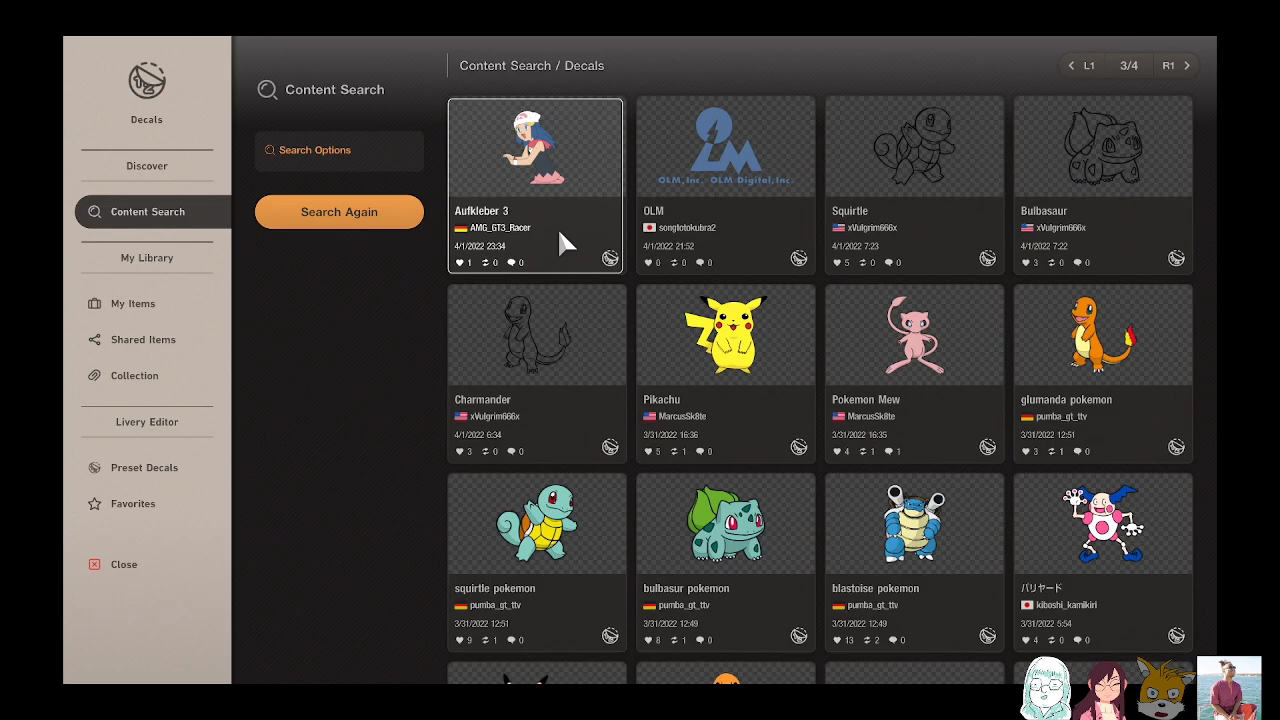 Decals
Discover
Content Search
My Library
My Items
Shared Items
Collection
Livery Editor
Preset Decals
Favorites
Close
Content Search
Search Options
Search Again
Content Search / Decals
L1
3/4
R1
Aufkleber 3
AMG_GT3_Racer
4/1/2022 23:34
1 0 0
OLM, Inc. OLM Digital, Inc.
OLM
songtotokubra2
4/1/2022 21:52
0 0 0
Squirtle
xVulgrim666x
4/1/2022 7:23
5 0 0
Bulbasaur
xVulgrim666x
4/1/2022 7:22
3 0 0
Charmander
xVulgrim666x
4/1/2022 6:34
3 0 0
Pikachu
MarcusSk8te
3/31/2022 16:36
5 1 0
Pokemon Mew
MarcusSk8te
3/31/2022 16:35
4 1 1
glumanda pokemon
pumba_gt_ttv
3/31/2022 12:51
3 1 0
squirtle pokemon
pumba_gt_ttv
3/31/2022 12:51
9 1 0
bulbasur pokemon
pumba_gt_ttv
3/31/2022 12:49
8 1 0
blastoise pokemon
pumba_gt_ttv
3/31/2022 12:49
13 2 0
バリヤード
kiboshi_kamikiri
3/31/2022 5:54
4 0 0